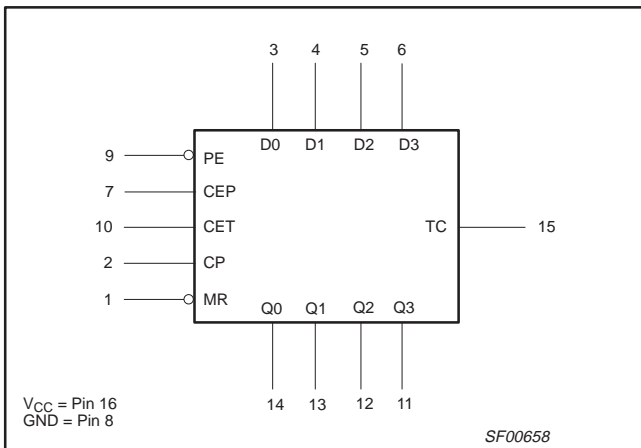 3 4 5 6
D0 D1 D2 D3
9 PE
7 CEP
10 CET TC 15
2 CP
1 MR
Q0 Q1 Q2 Q3
14 13 12 11
VCC = Pin 16
GND = Pin 8
SF00658